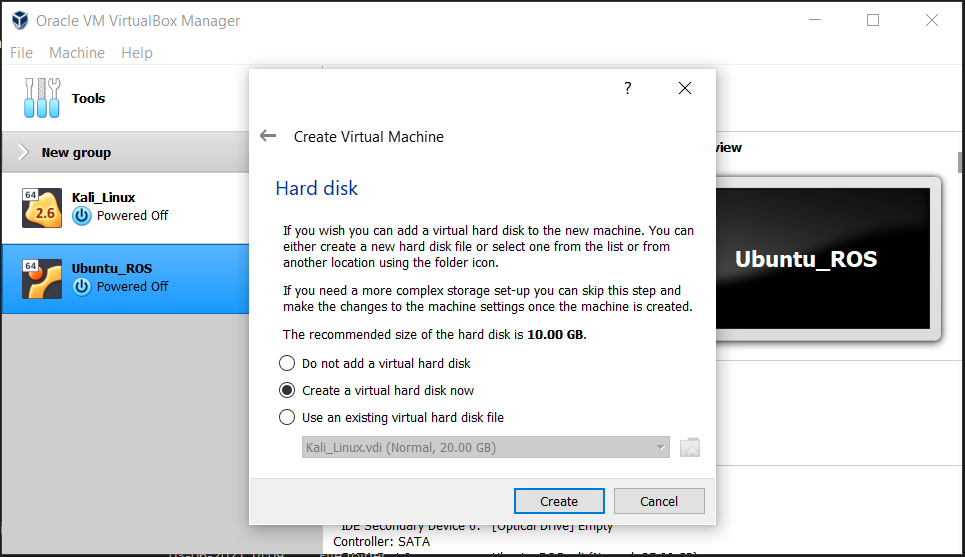 Oracle VM VirtualBox Manager
File Machine Help
Tools
New group
64
2.6
Kali_Linux
Powered Off
64
Ubuntu_ROS
Powered Off
?
Create Virtual Machine
Hard disk
If you wish you can add a virtual hard disk to the new machine. You can
either create a new hard disk file or select one from the list or from
another location using the folder icon.
If you need a more complex storage set-up you can skip this step and
make the changes to the machine settings once the machine is created.
The recommended size of the hard disk is 10.00 GB.
Do not add a virtual hard disk
Create a virtual hard disk now
Use an existing virtual hard disk file
Kali_Linux.vdi (Normal, 20.00 GB)
Create Cancel
view
Ubuntu_ROS
IDE Secondary Device 0: [Optical Drive] Empty
Controller: SATA